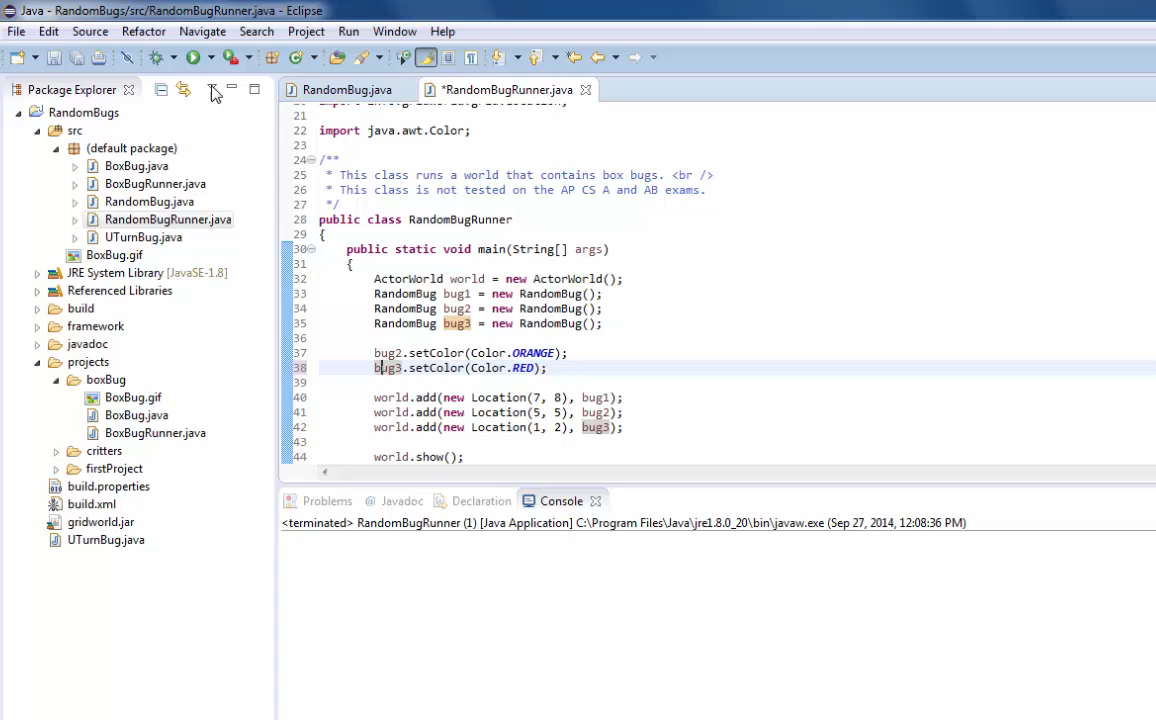 Java - RandomBugs/src/RandomBugRunner.java - Eclipse
File Edit Source Refactor Navigate Search Project Run Window Help
Package Explorer
RandomBugs
src
(default package)
BoxBug.java
BoxBugRunner.java
RandomBug.java
RandomBugRunner.java
UTurnBug.java
BoxBug.gif
JRE System Library [JavaSE-1.8]
Referenced Libraries
build
framework
javadoc
projects
boxBug
BoxBug.gif
BoxBug.java
BoxBugRunner.java
critters
firstProject
build.properties
build.xml
gridworld.jar
UTurnBug.java
RandomBug.java *RandomBugRunner.java
21
22 import java.awt.Color;
23
24 /**
25 * This class runs a world that contains box bugs. <br />
26 * This class is not tested on the AP CS A and AB exams.
27 */
28 public class RandomBugRunner
29 {
30 public static void main(String[] args)
31 {
32 ActorWorld world = new ActorWorld();
33 RandomBug bug1 = new RandomBug();
34 RandomBug bug2 = new RandomBug();
35 RandomBug bug3 = new RandomBug();
36
37 bug2.setColor(Color.ORANGE);
38 bug3.setColor(Color.RED);
39
40 world.add(new Location(7, 8), bug1);
41 world.add(new Location(5, 5), bug2);
42 world.add(new Location(1, 2), bug3);
43
44 world.show();
Problems @ Javadoc Declaration Console
<terminated> RandomBugRunner (1) [Java Application] C:\Program Files\Java\jre1.8.0_20\bin\javaw.exe (Sep 27, 2014, 12:08:36 PM)